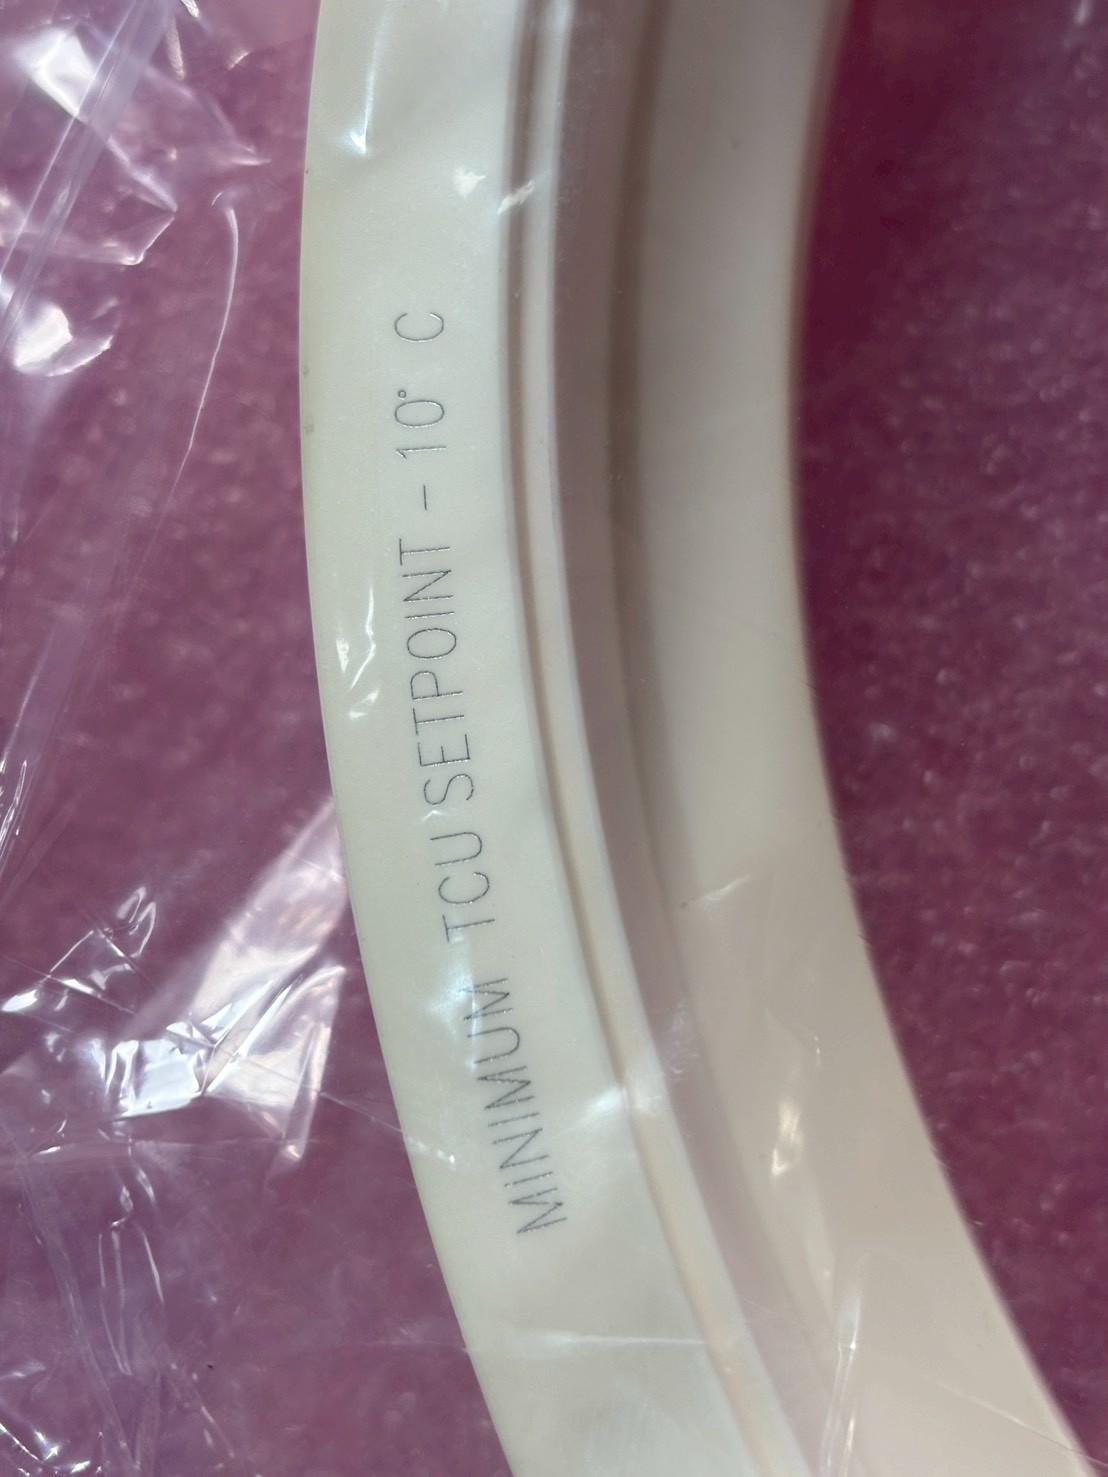 MINIMUM TCU SETPOINT - 10° C